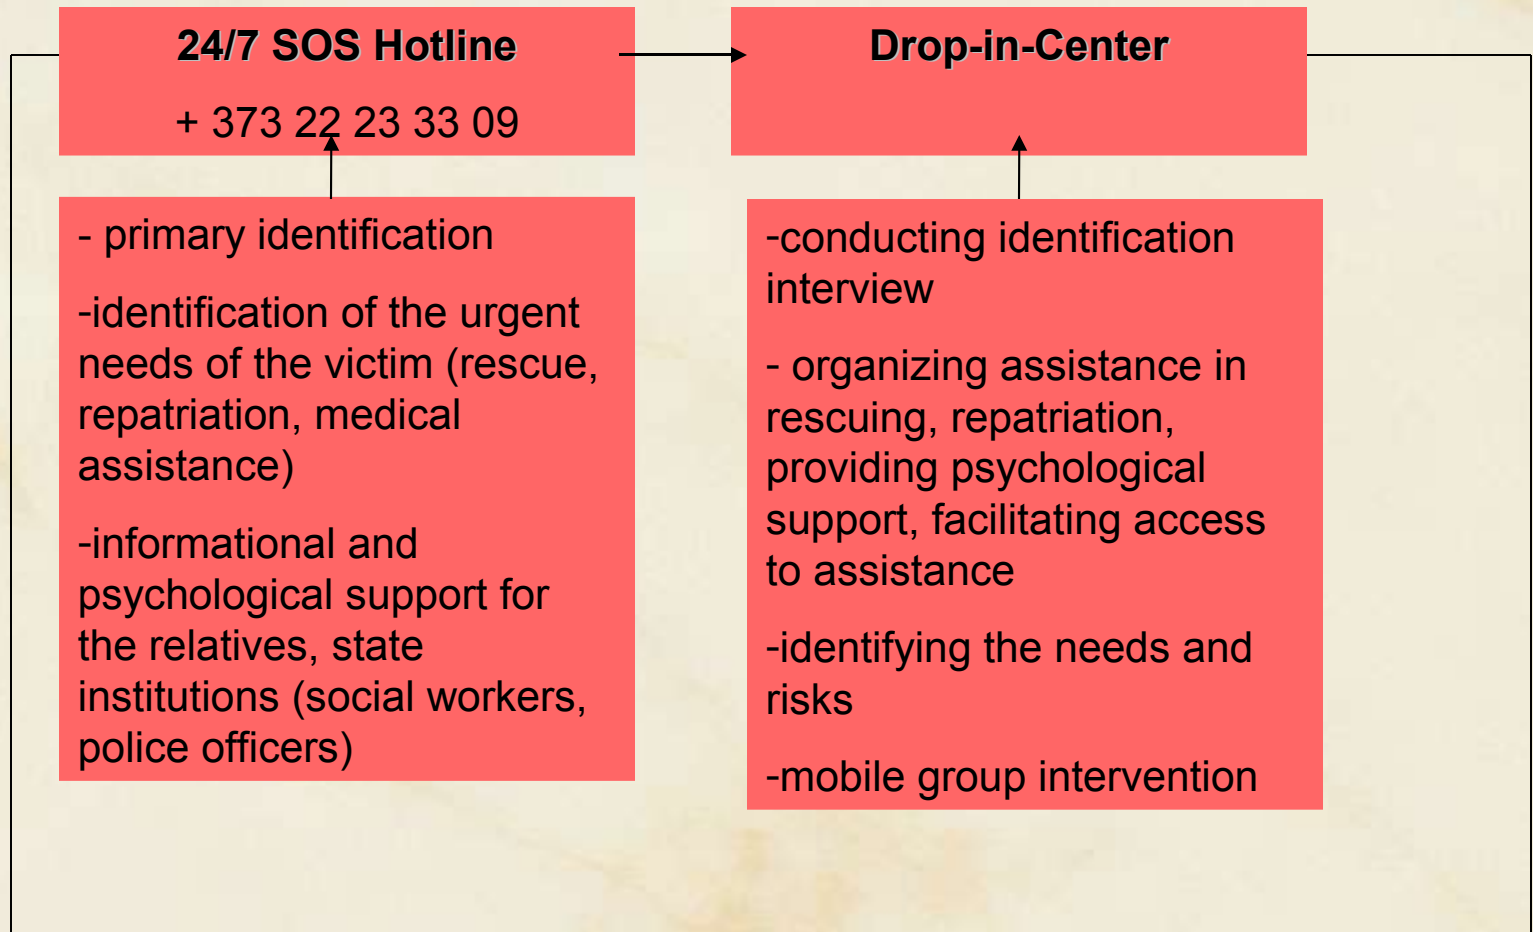 24/7 SOS Hotline
+ 373 22 23 33 09
- primary identification
-identification of the urgent
needs of the victim (rescue,
repatriation, medical
assistance)
-informational and
psychological support for
the relatives, state
institutions (social workers,
police officers)
Drop-in-Center
-conducting identification
interview
- organizing assistance in
rescuing, repatriation,
providing psychological
support, facilitating access
to assistance
-identifying the needs and
risks
-mobile group intervention